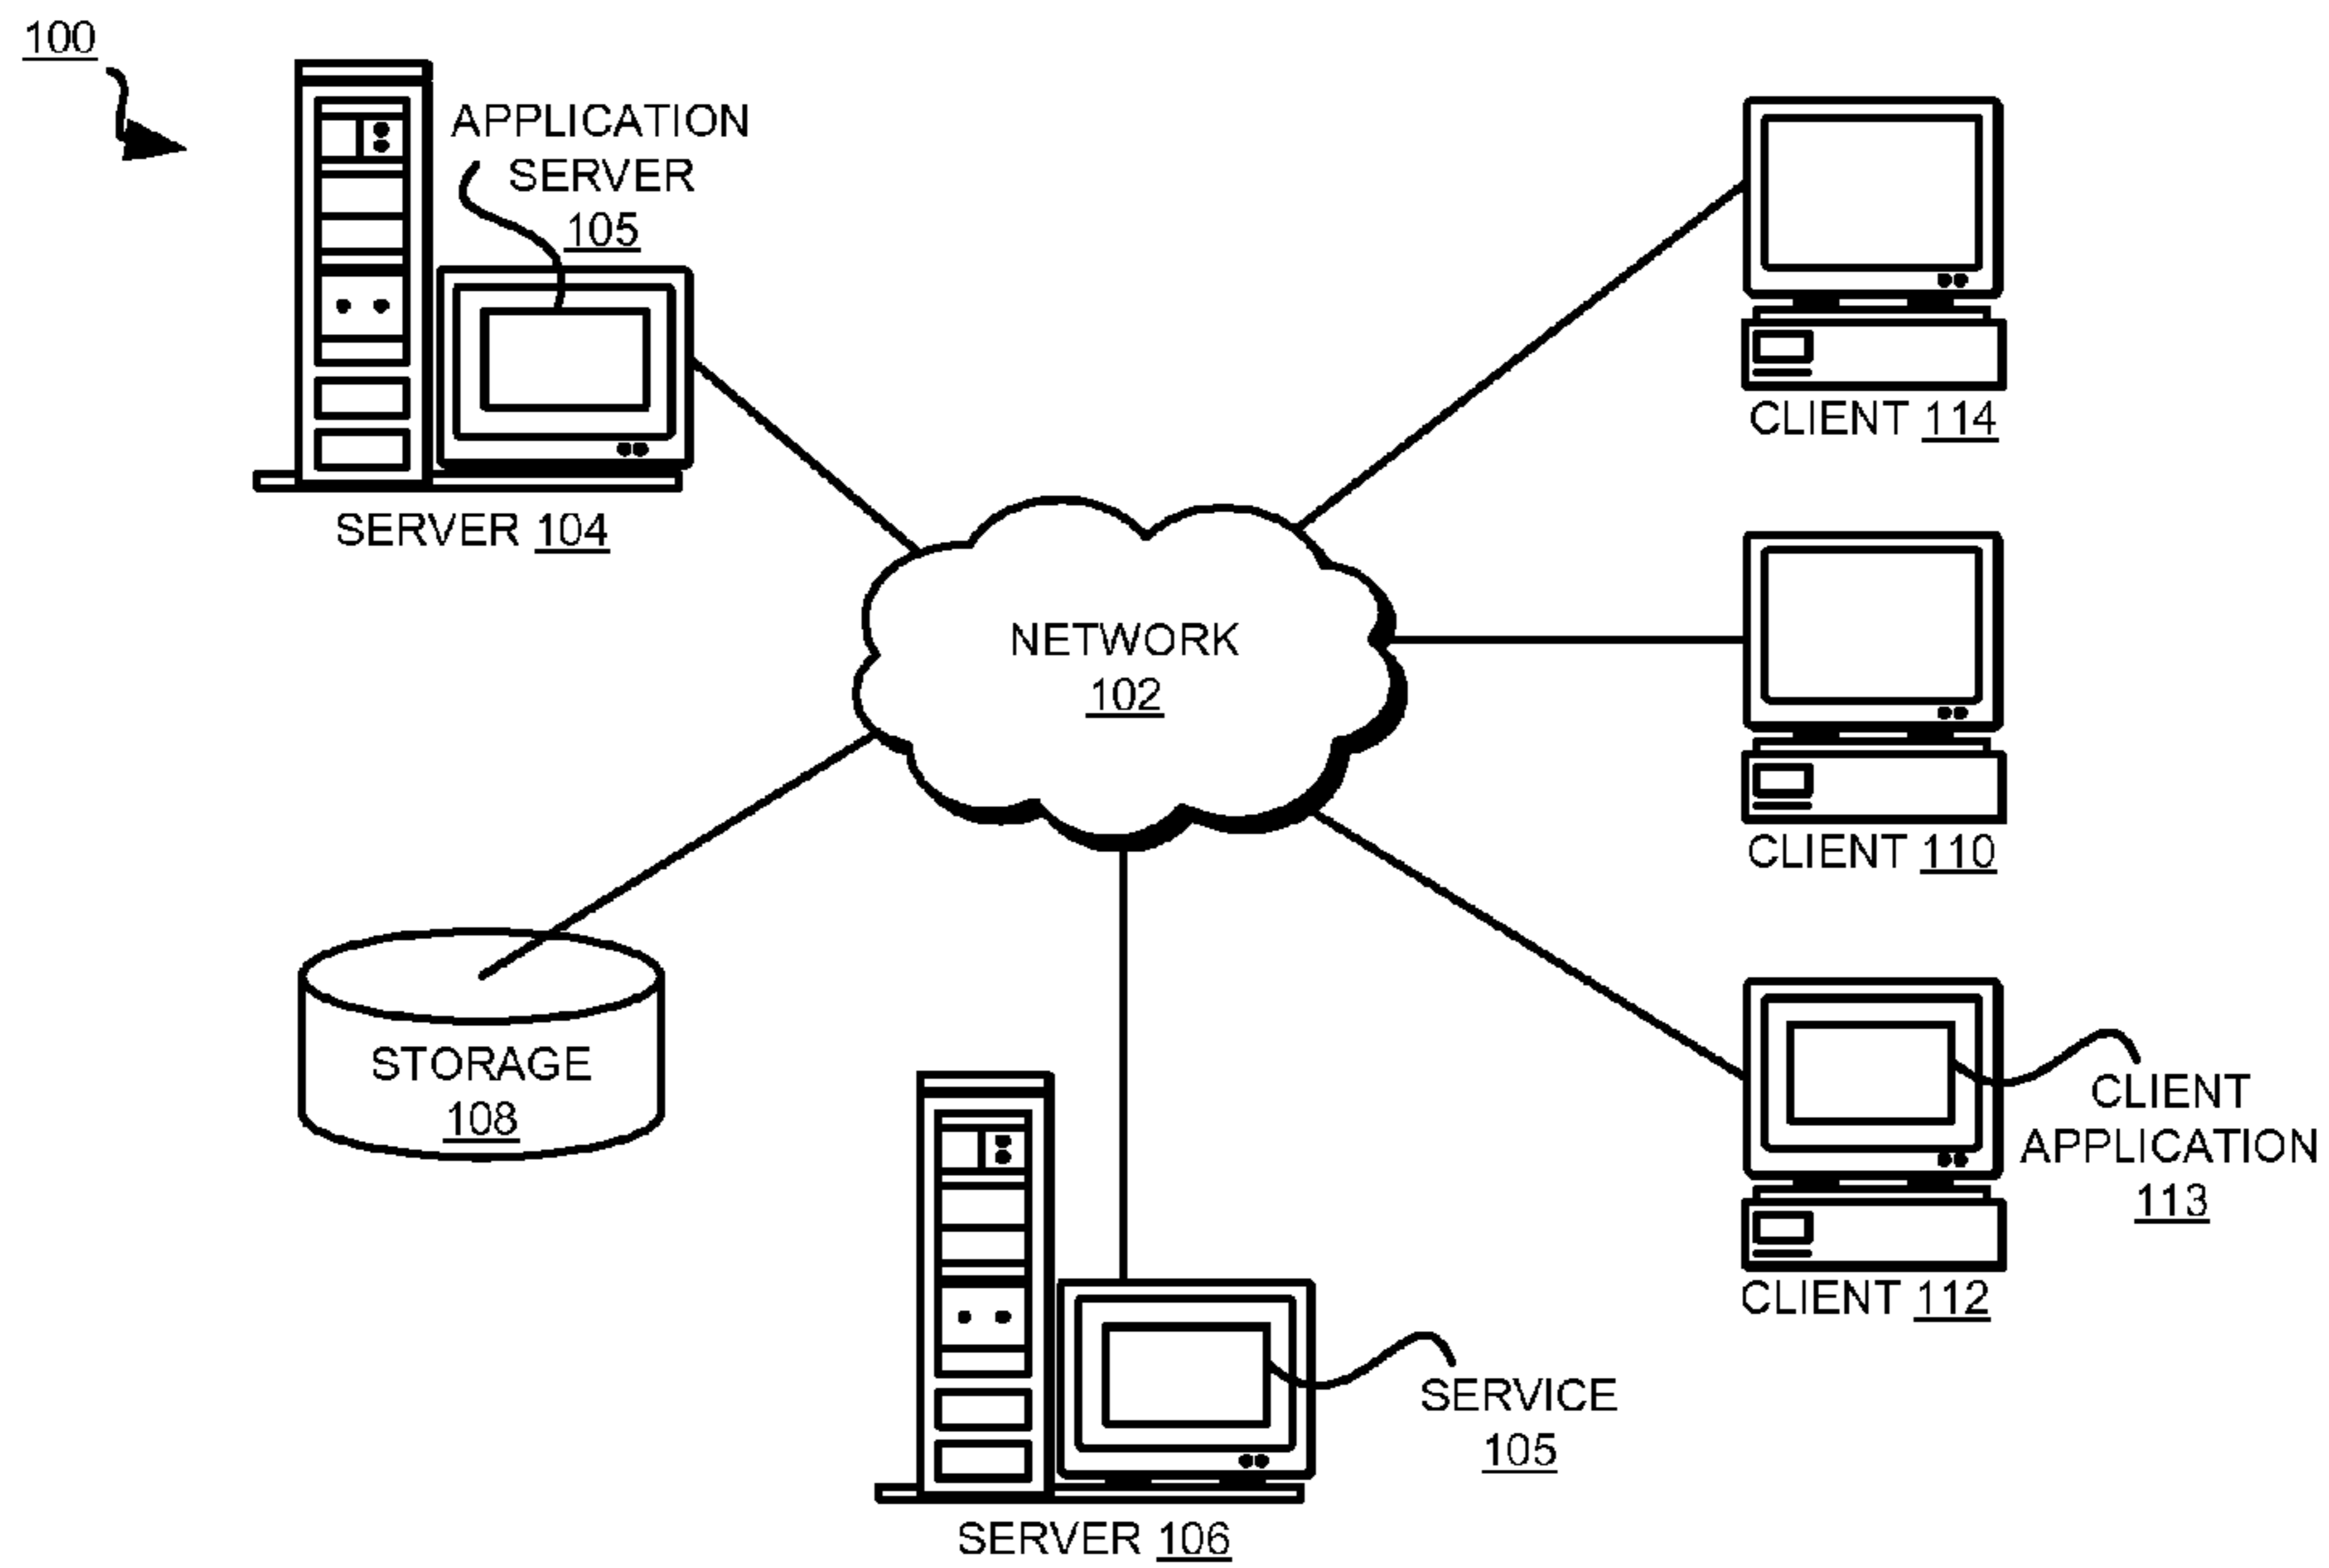 100
APPLICATION
SERVER
105
SERVER 104
CLIENT 114
NETWORK
102
CLIENT 110
STORAGE
108
CLIENT
APPLICATION
113
CLIENT 112
SERVICE
105
SERVER 106